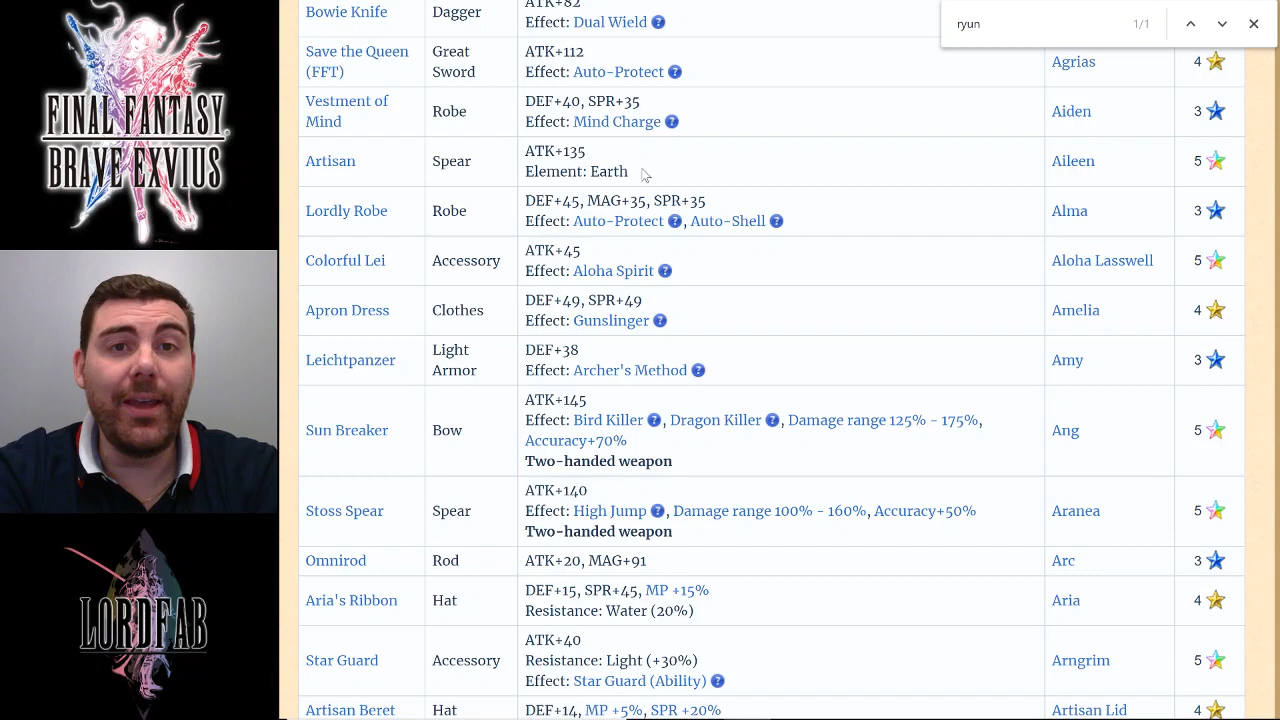 FINAL FANTASY
BRAVE EXVIUS
LORDFAB
ryun
1/1
Bowie Knife
Dagger
ATK+82
Effect: Dual Wield ?
Save the Queen
(FFT)
Great
Sword
ATK+112
Effect: Auto-Protect ?
Agrias
4
Vestment of
Mind
Robe
DEF+40, SPR+35
Effect: Mind Charge ?
Aiden
3
Artisan
Spear
ATK+135
Element: Earth
Aileen
5
Lordly Robe
Robe
DEF+45, MAG+35, SPR+35
Effect: Auto-Protect ?, Auto-Shell ?
Alma
3
Colorful Lei
Accessory
ATK+45
Effect: Aloha Spirit ?
Aloha Lasswell
5
Apron Dress
Clothes
DEF+49, SPR+49
Effect: Gunslinger ?
Amelia
4
Leichtpanzer
Light
Armor
DEF+38
Effect: Archer's Method ?
Amy
3
Sun Breaker
Bow
ATK+145
Effect: Bird Killer ?, Dragon Killer ?, Damage range 125% - 175%,
Accuracy+70%
Two-handed weapon
Ang
5
Stoss Spear
Spear
ATK+140
Effect: High Jump ?, Damage range 100% - 160%, Accuracy+50%
Two-handed weapon
Aranea
5
Omnirod
Rod
ATK+20, MAG+91
Arc
3
Aria's Ribbon
Hat
DEF+15, SPR+45, MP +15%
Resistance: Water (20%)
Aria
4
Star Guard
Accessory
ATK+40
Resistance: Light (+30%)
Effect: Star Guard (Ability) ?
Arngrim
5
Artisan Beret
Hat
DEF+14, MP +5%, SPR +20%
Artisan Lid
4